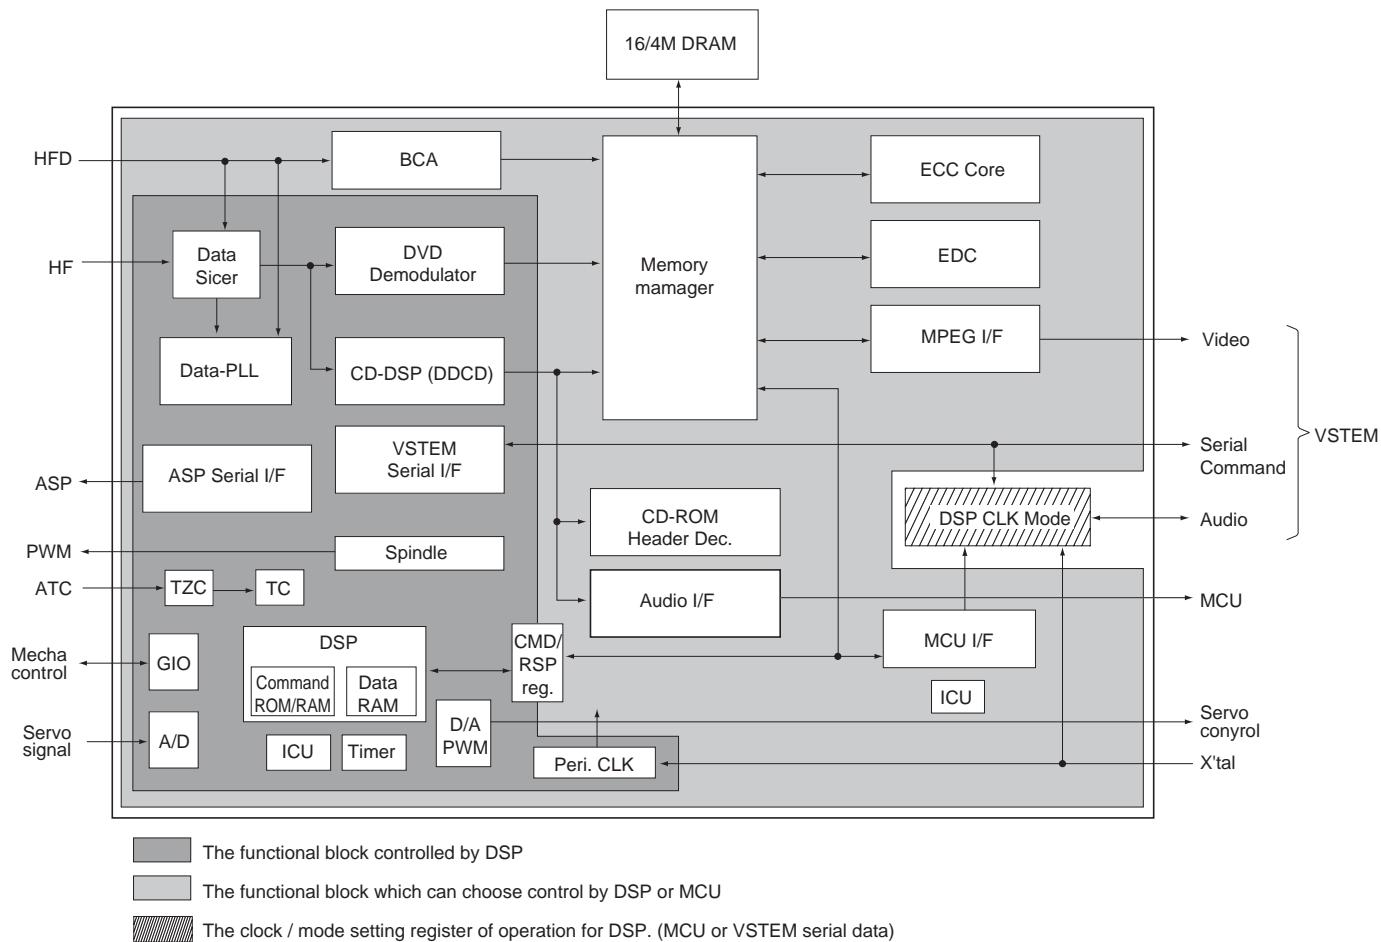 16/4M DRAM
HFD
BCA
ECC Core
HF
Data
Sicer
DVD
Demodulator
Memory
mamager
EDC
Data-PLL
CD-DSP (DDCD)
MPEG I/F
Video
ASP
ASP Serial I/F
VSTEM
Serial I/F
Serial
Command
VSTEM
CD-ROM
Header Dec.
DSP CLK Mode
Audio
PWM
Spindle
ATC
TZC
TC
Audio I/F
MCU
Mecha
control
GIO
DSP
Command
ROM/RAM
Data
RAM
CMD/
RSP
reg.
MCU I/F
ICU
Servo
signal
A/D
ICU
Timer
D/A
PWM
Peri. CLK
Servo
conyrol
X'tal
The functional block controlled by DSP
The functional block which can choose control by DSP or MCU
The clock / mode setting register of operation for DSP. (MCU or VSTEM serial data)